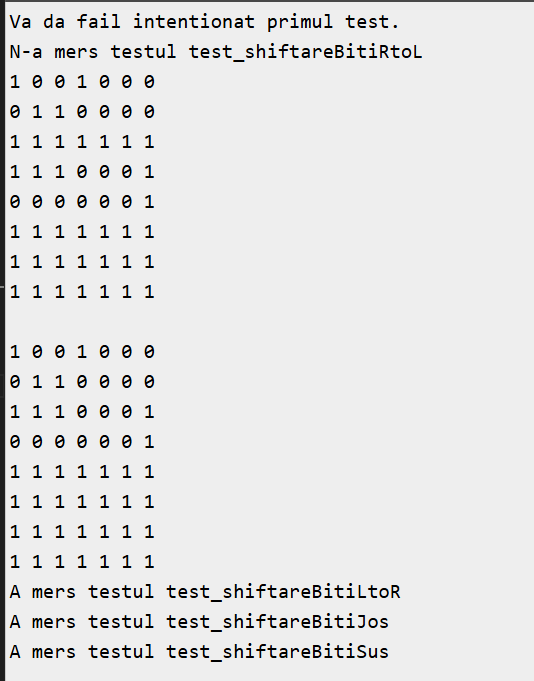 Va da fail intentionat primul test.
N-a mers testul test_shiftareBitiRtoL
1 0 0 1 0 0 0
0 1 1 0 0 0 0
1 1 1 1 1 1 1
1 1 1 0 0 0 1
0 0 0 0 0 0 1
1 1 1 1 1 1 1
1 1 1 1 1 1 1
1 1 1 1 1 1 1
1 0 0 1 0 0 0
0 1 1 0 0 0 0
1 1 1 0 0 0 1
0 0 0 0 0 0 1
1 1 1 1 1 1 1
1 1 1 1 1 1 1
1 1 1 1 1 1 1
1 1 1 1 1 1 1
A mers testul test_shiftareBitiLtoR
A mers testul test_shiftareBitiJos
A mers testul test_shiftareBitiSus